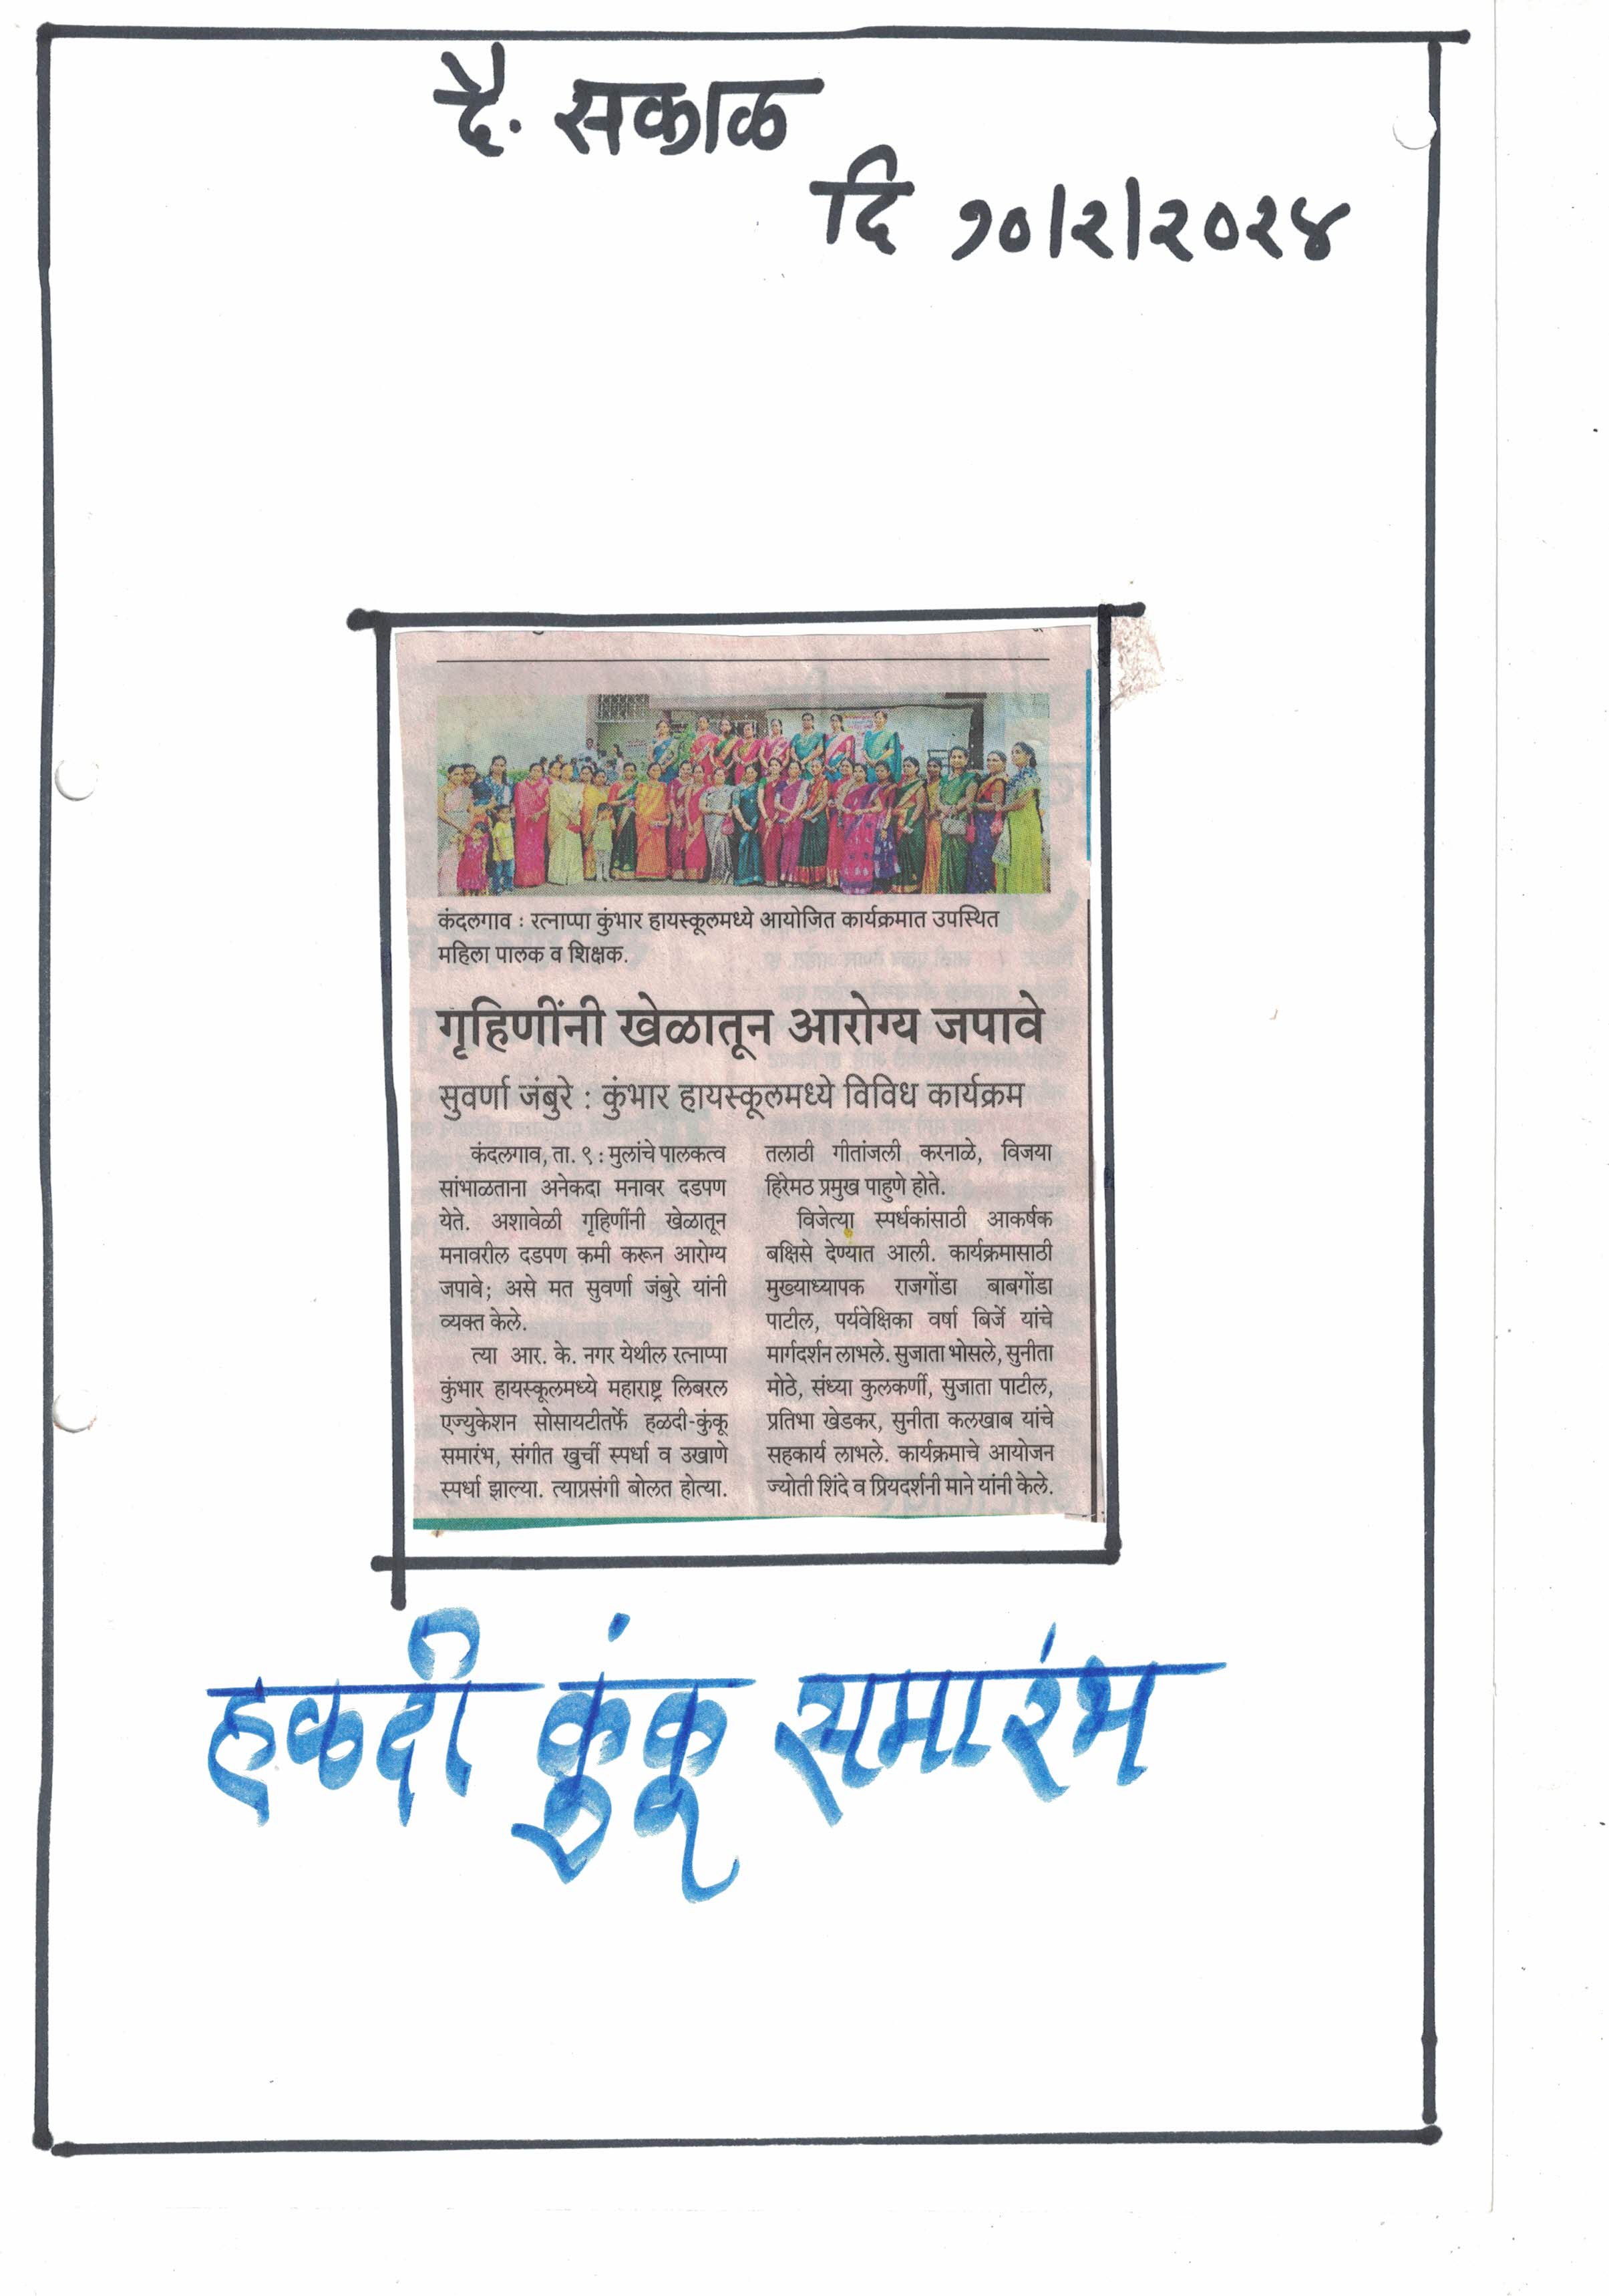 दै. सकाळ
दि १०/२/२०२४
कंदलगाव : रत्नाप्पा कुंभार हायस्कूलमध्ये आयोजित कार्यक्रमात उपस्थित
महिला पालक व शिक्षक.
गृहिणींनी खेळातून आरोग्य जपावे
सुवर्णा जंबुरे : कुंभार हायस्कूलमध्ये विविध कार्यक्रम
कंदलगाव, ता. ९ : मुलांचे पालकत्व
सांभाळताना अनेकदा मनावर दडपण
येते. अशावेळी गृहिणींनी खेळातून
मनावरील दडपण कमी करून आरोग्य
जपावे; असे मत सुवर्णा जंबुरे यांनी
व्यक्त केले.
त्या आर. के. नगर येथील रत्नाप्पा
कुंभार हायस्कूलमध्ये महाराष्ट्र लिबरल
एज्युकेशन सोसायटीतर्फे हळदी-कुंकू
समारंभ, संगीत खुर्ची स्पर्धा व उखाणे
स्पर्धा झाल्या. त्याप्रसंगी बोलत होत्या.
तलाठी गीतांजली करनाळे, विजया
हिरेमठ प्रमुख पाहुणे होते.
विजेत्या स्पर्धकांसाठी आकर्षक
बक्षिसे देण्यात आली. कार्यक्रमासाठी
मुख्याध्यापक राजगोंडा बाबगोंडा
पाटील, पर्यवेक्षिका वर्षा बिर्जे यांचे
मार्गदर्शन लाभले. सुजाता भोसले, सुनीता
मोठे, संध्या कुलकर्णी, सुजाता पाटील,
प्रतिभा खेडकर, सुनीता कलखाब यांचे
सहकार्य लाभले. कार्यक्रमाचे आयोजन
ज्योती शिंदे व प्रियदर्शनी माने यांनी केले.
हळदी कुंकू समारंभ